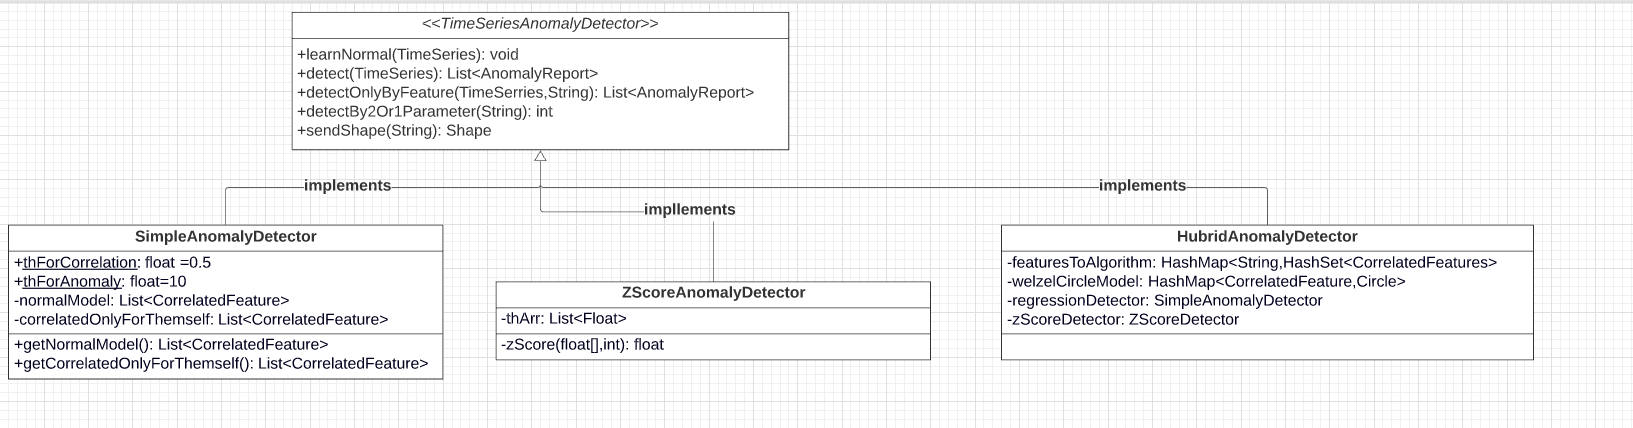 <<TimeSeriesAnomalyDetector>>
+learnNormal(TimeSeries): void
+detect(TimeSeries): List<AnomalyReport>
+detectOnlyByFeature(TimeSerries,String): List<AnomalyReport>
+detectBy2Or1Parameter(String): int
+sendShape(String): Shape
implements
implements
impllements
SimpleAnomalyDetector
+thForCorrelation: float =0.5
+thForAnomaly: float=10
-normalModel: List<CorrelatedFeature>
-correlatedOnlyForThemself: List<CorrelatedFeature>
+getNormalModel(): List<CorrelatedFeature>
+getCorrelatedOnlyForThemself(): List<CorrelatedFeature>
ZScoreAnomalyDetector
-thArr: List<Float>
-zScore(float[],int): float
HubridAnomalyDetector
-featuresToAlgorithm: HashMap<String,HashSet<CorrelatedFeatures>
-welzelCircleModel: HashMap<CorrelatedFeature,Circle>
-regressionDetector: SimpleAnomalyDetector
-zScoreDetector: ZScoreDetector